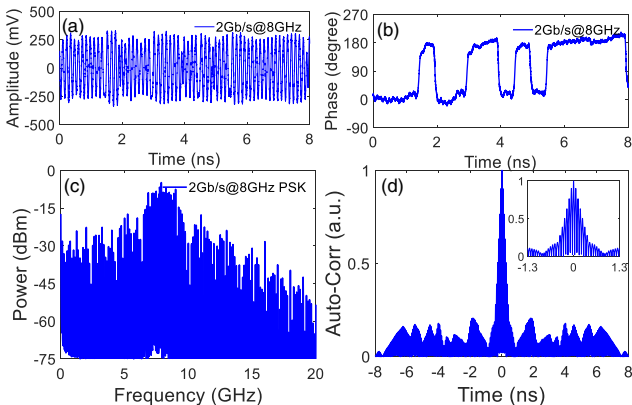 (a)
2Gb/s@8GHz
Amplitude (mV)
500
250
0
-250
-500
0 2 4 6 8
Time (ns)
(b)
2Gb/s@8GHz
Phase (degree)
270
180
90
0
-90
0 2 4 6 8
Time (ns)
(c)
2Gb/s@8GHz PSK
Power (dBm)
0
-15
-30
-45
-60
-75
0 5 10 15 20
Frequency (GHz)
(d)
Auto-Corr (a.u.)
1
0.5
0
-8 -6 -4 -2 0 2 4 6 8
Time (ns)
1
0.5
0
-1.3 0 1.3